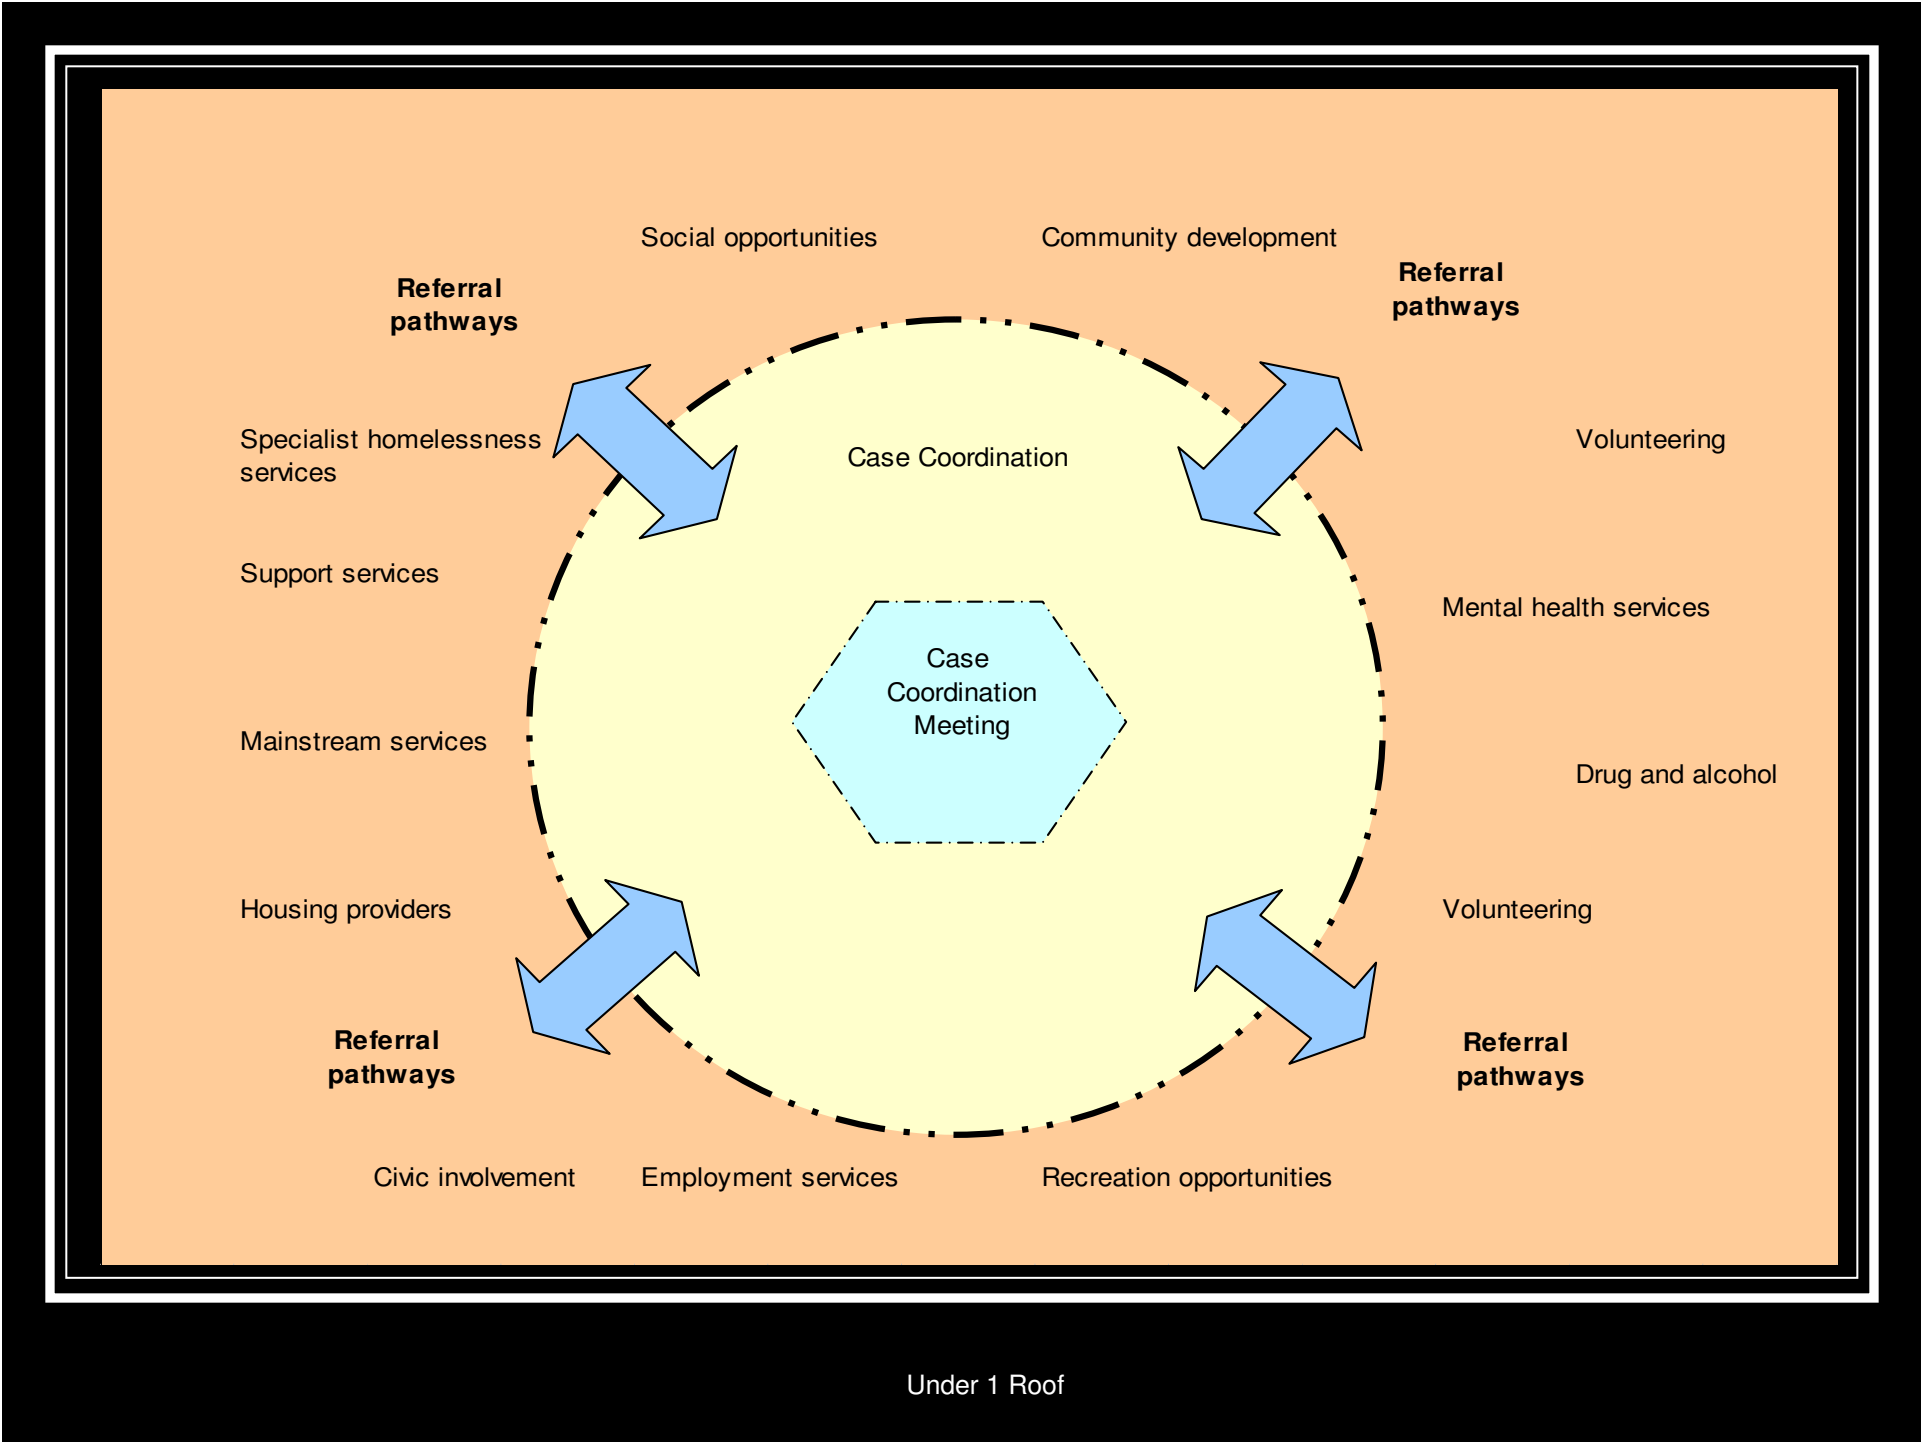 Social opportunities
Community development
Referral
pathways
Referral
pathways
Specialist homelessness
services
Case Coordination
Volunteering
Support services
Mental health services
Case
Coordination
Meeting
Mainstream services
Drug and alcohol
Housing providers
Volunteering
Referral
pathways
Referral
pathways
Civic involvement
Employment services
Recreation opportunities
Under 1 Roof